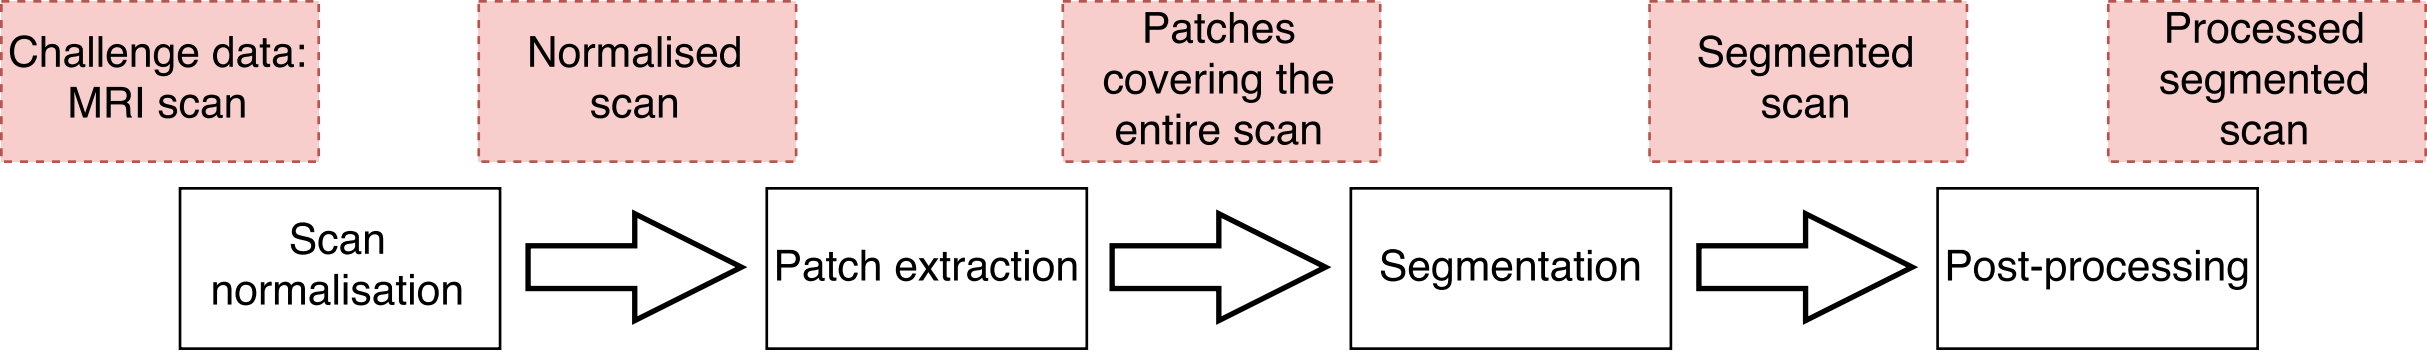 Challenge data:
MRI scan
Normalised
scan
Patches
covering the
entire scan
Segmented
scan
Processed
segmented
scan
Scan
normalisation
Patch extraction
Segmentation
Post-processing